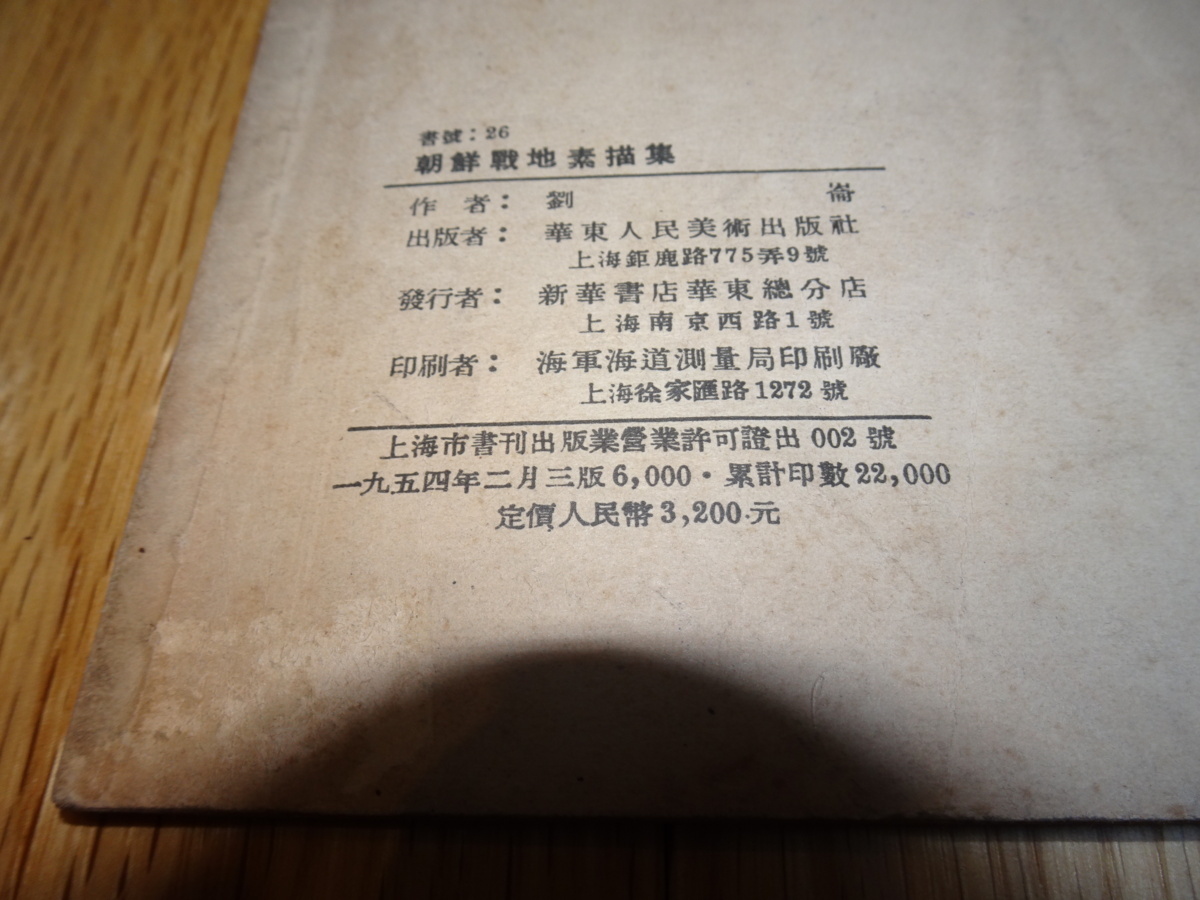 書號：26
朝鮮戰地素描集
作者：劉崙
出版者：華東人民美術出版社
上海鉅鹿路775弄9號
發行者：新華書店華東總分店
上海南京西路1號
印刷者：海軍海道測量局印刷廠
上海徐家匯路1272號
上海市書刊出版業營業許可證出002號
一九五四年二月三版6,000·累計印數22,000
定價人民幣3,200元